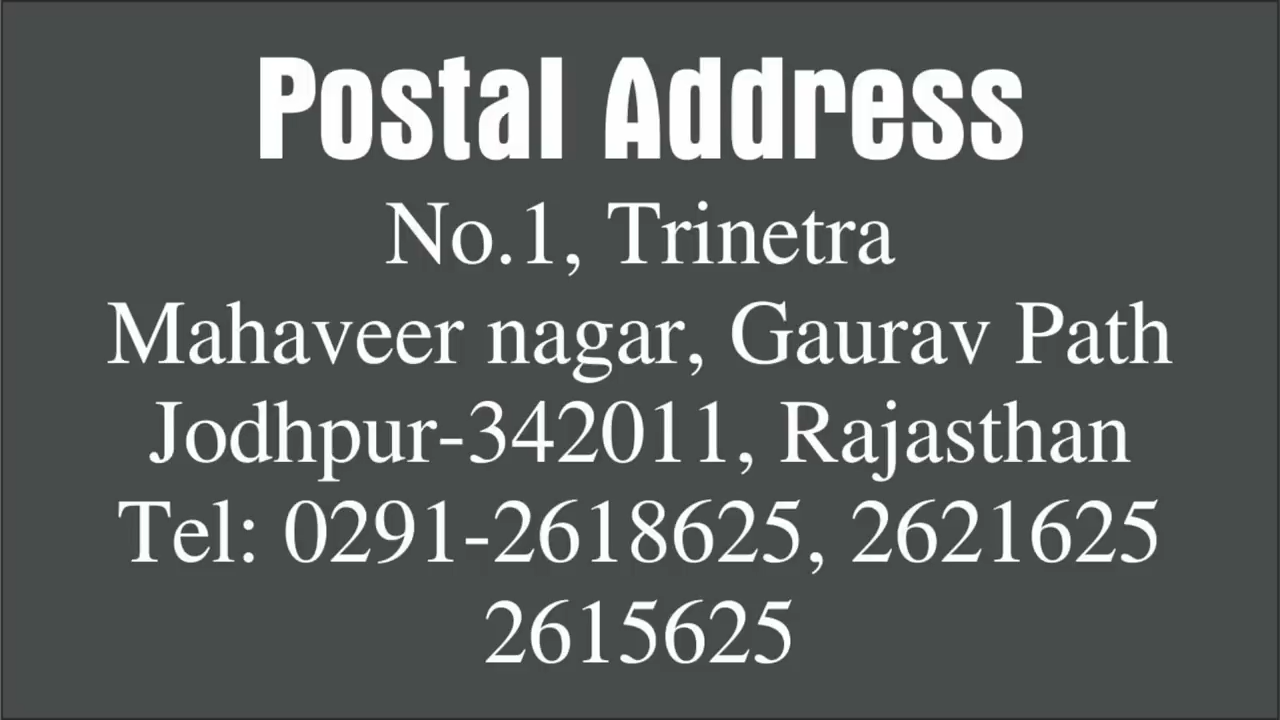 Postal Address
No.1, Trinetra
Mahaveer nagar, Gaurav Path
Jodhpur-342011, Rajasthan
Tel: 0291-2618625, 2621625
2615625